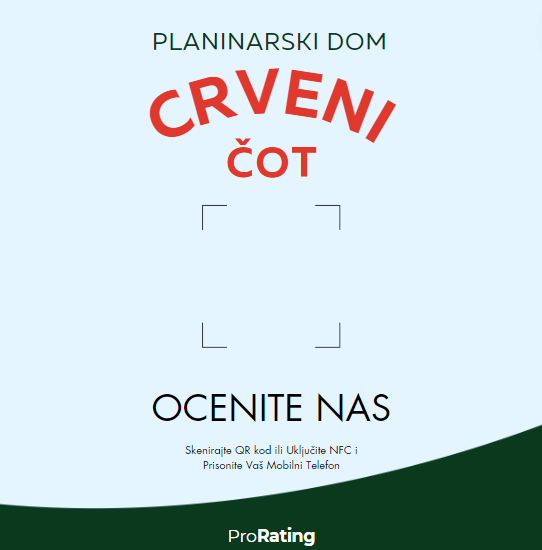 PLANINARSKI DOM
CRVENI
ČOT
OCENITE NAS
Skenirajte QR kod ili Uključite NFC i
Prisonite Vaš Mobilni Telefon
ProRating